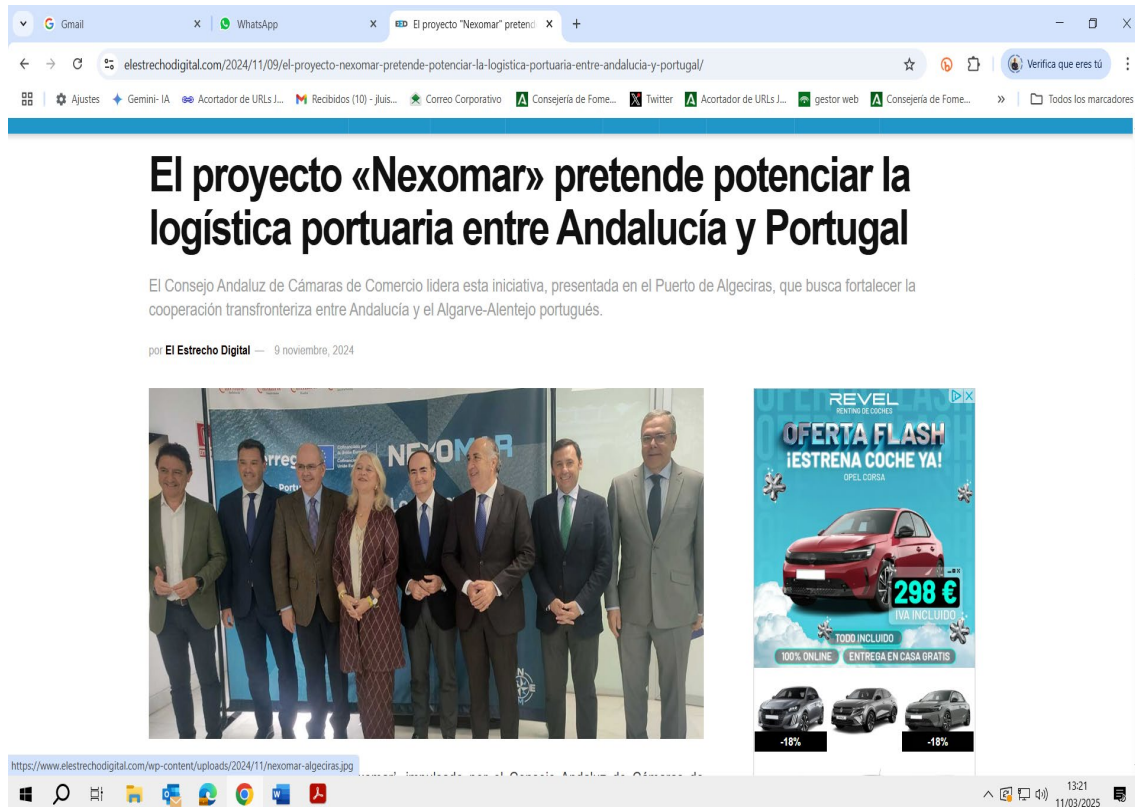 Gmail
WhatsApp
El proyecto "Nexomar" pretend
elestrechodigital.com/2024/11/09/el-proyecto-nexomar-pretende-potenciar-la-logistica-portuaria-entre-andalucia-y-portugal/
Verifica que eres tú
Ajustes
Gemini- IA
Acortador de URLs J...
Recibidos (10) - jluis...
Correo Corporativo
Consejería de Fome...
Twitter
Acortador de URLs J...
gestor web
Consejería de Fome...
Todos los marcadores
El proyecto «Nexomar» pretende potenciar la
logística portuaria entre Andalucía y Portugal
El Consejo Andaluz de Cámaras de Comercio lidera esta iniciativa, presentada en el Puerto de Algeciras, que busca fortalecer la
cooperación transfronteriza entre Andalucía y el Algarve-Alentejo portugués.
por El Estrecho Digital — 9 noviembre, 2024
REVEL
RENTING DE COCHES
OFERTA FLASH
¡ESTRENA COCHE YA!
OPEL CORSA
298 €
IVA INCLUIDO
TODO INCLUIDO
100% ONLINE
ENTREGA EN CASA GRATIS
-18%
-18%
https://www.elestrechodigital.com/wp-content/uploads/2024/11/nexomar-algeciras.jpg
13:21
11/03/2025